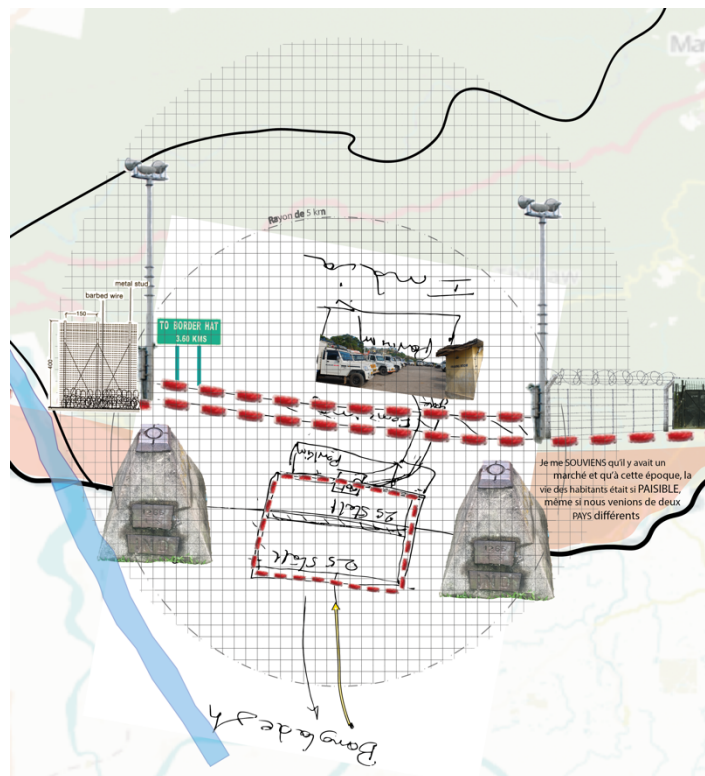 Ma
Rayon de 5 km
India
metal stud
barbed wire
150
400
TO BORDER HAT
3.60 KMS
Parking
Fencing
Pavilion
Je me SOUVIENS qu'il y avait un
marché et qu'à cette époque, la
vie des habitants était si PAISIBLE,
même si nous venions de deux
PAYS différents
25 Stall
25 Stall
Bangladesh